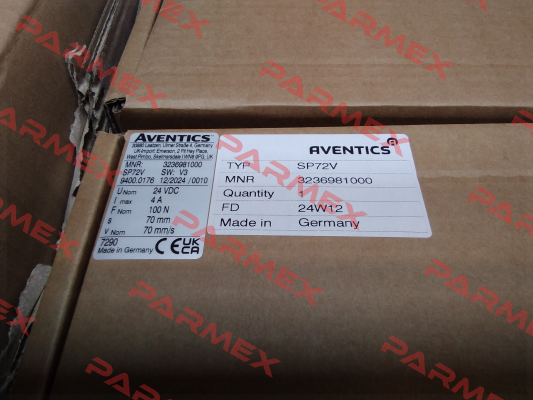 AVENTICS
30880 Laatzen, Ulmer Straße 4, Germany
UK-Import: Emerson, 2 Pit Hey Place,
West Pimbo, Skelmersdale WN8 9PG, UK
MNR: 3236981000
SP72V SW: V3
9400.0176 12/2024 / 0010
U Nom 24 VDC
I max 4 A
F Nom 100 N
s 70 mm
v Nom 70 mm/s
7290
Made in Germany CE UK CA
AVENTICS
TYP SP72V
MNR 3236981000
Quantity 1
FD 24W12
Made in Germany
PARMEX
PARMEX
PARMEX
PARMEX
PARMEX
PARMEX
PARMEX
PARMEX